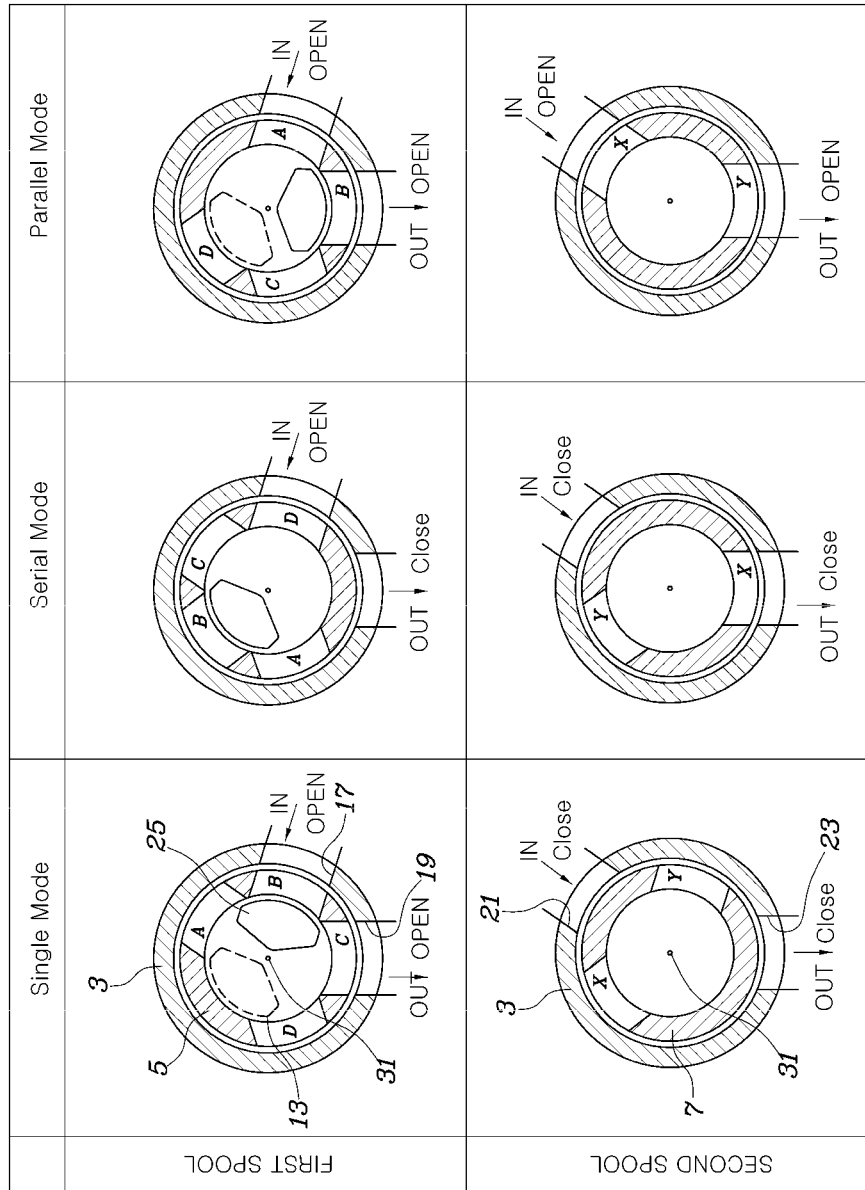 Single Mode
Serial Mode
Parallel Mode
FIRST SPOOL
3
5
13
31
25
A
B
C
D
IN
OPEN
17
19
OUT OPEN
B
C
A
D
IN
OPEN
OUT Close
D
A
C
B
IN
OPEN
OUT OPEN
SECOND SPOOL
3
7
31
21
IN
Close
X
Y
23
OUT Close
IN
Close
Y
X
OUT Close
IN
OPEN
X
Y
OUT OPEN